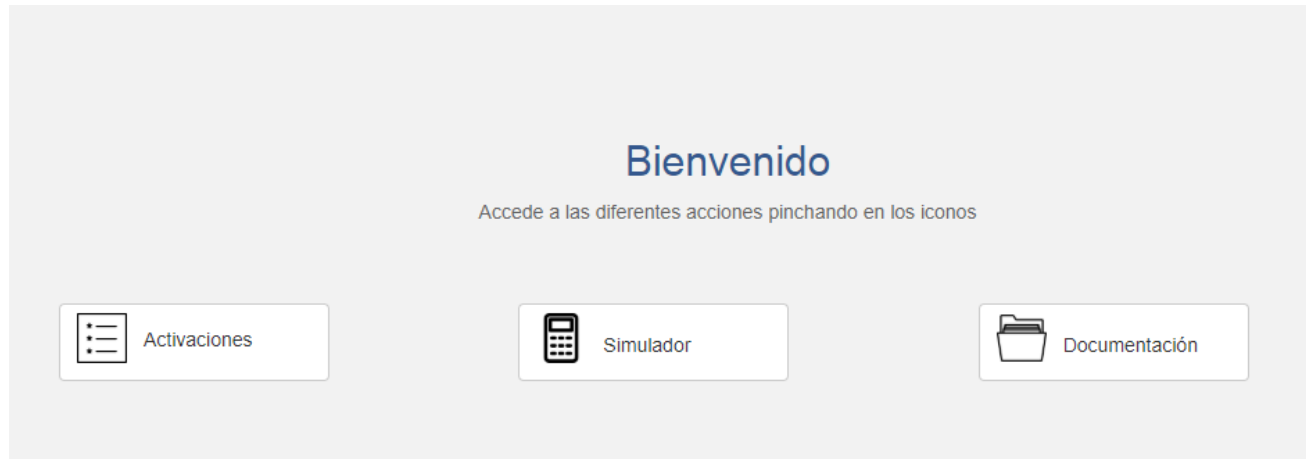 Bienvenido
Accede a las diferentes acciones pinchando en los iconos
Activaciones
Simulador
Documentación